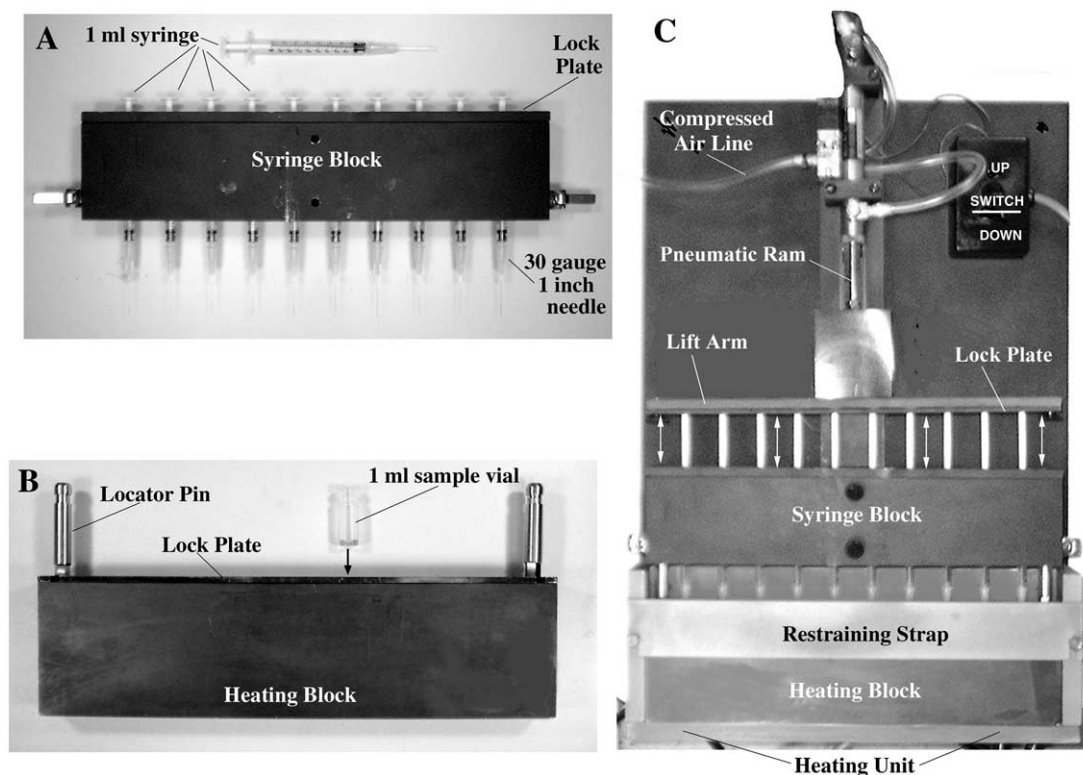 A
1 ml syringe
Lock
Plate
Syringe Block
30 gauge
1 inch
needle
B
Locator Pin
1 ml sample vial
Lock Plate
Heating Block
C
Compressed
Air Line
UP
SWITCH
DOWN
Pneumatic Ram
Lift Arm
Lock Plate
Syringe Block
Restraining Strap
Heating Block
Heating Unit